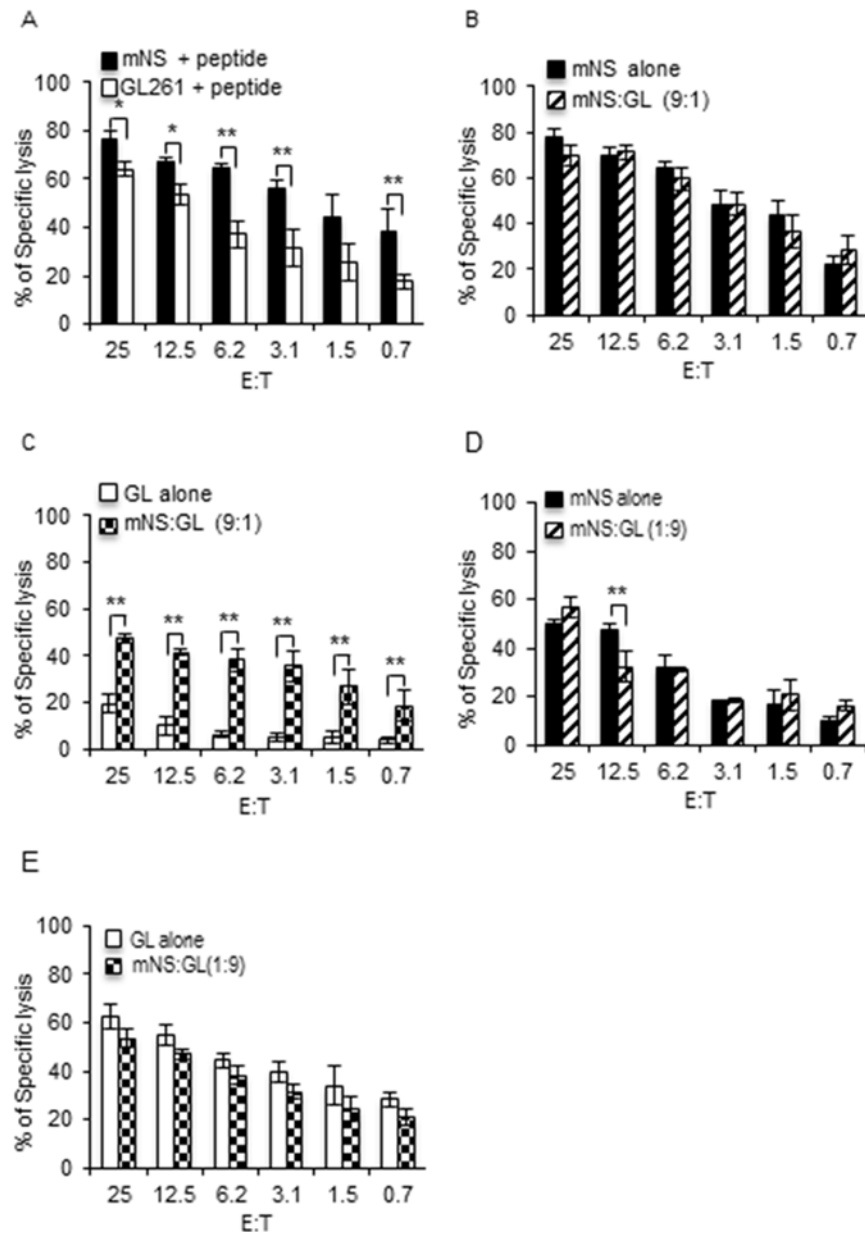 A
mNS + peptide
GL261 + peptide
% of Specific lysis
100
80
60
40
20
0
* * ** ** **
25 12.5 6.2 3.1 1.5 0.7
E:T
B
mNS alone
mNS:GL (9:1)
% of Specific lysis
100
80
60
40
20
0
25 12.5 6.2 3.1 1.5 0.7
E:T
C
GL alone
mNS:GL (9:1)
% of Specific lysis
100
80
60
40
20
0
** ** ** ** ** **
25 12.5 6.2 3.1 1.5 0.7
E:T
D
mNS alone
mNS:GL (1:9)
% of Specific lysis
100
80
60
40
20
0
**
25 12.5 6.2 3.1 1.5 0.7
E:T
E
GL alone
mNS:GL(1:9)
% of Specific lysis
100
80
60
40
20
0
25 12.5 6.2 3.1 1.5 0.7
E:T